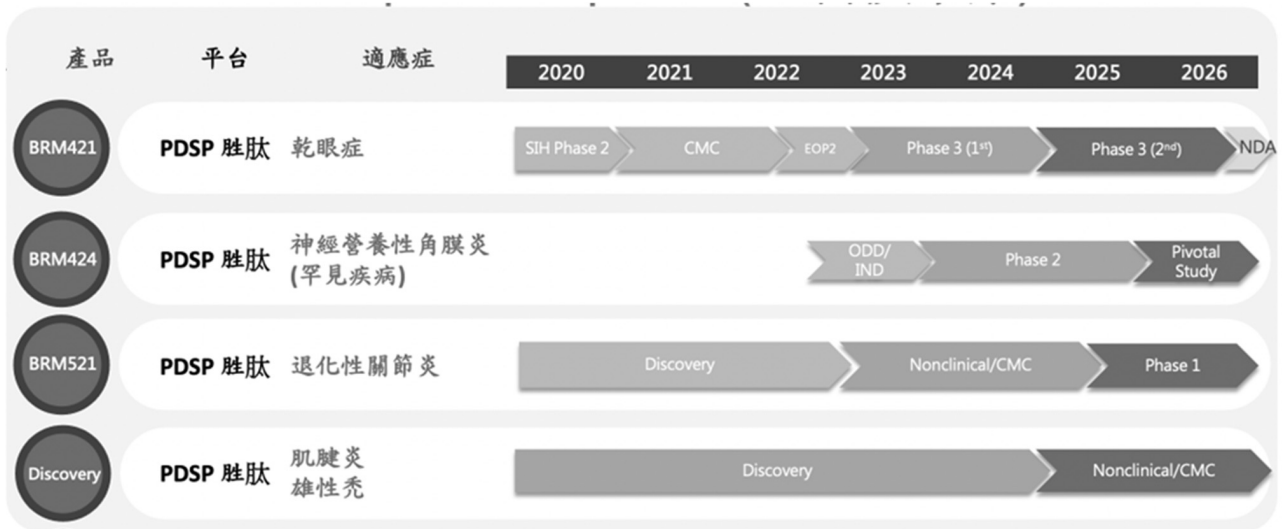 產品 平台 適應症 2020 2021 2022 2023 2024 2025 2026
BRM421 PDSP 胜肽 乾眼症 SIH Phase 2 CMC EOP2 Phase 3 (1st) Phase 3 (2nd) NDA
BRM424 PDSP 胜肽 神經營養性角膜炎
(罕見疾病)
ODD/
IND
Phase 2
Pivotal
Study
BRM521 PDSP 胜肽 退化性關節炎 Discovery Nonclinical/CMC Phase 1
Discovery PDSP 胜肽 肌腱炎
雄性禿
Discovery Nonclinical/CMC